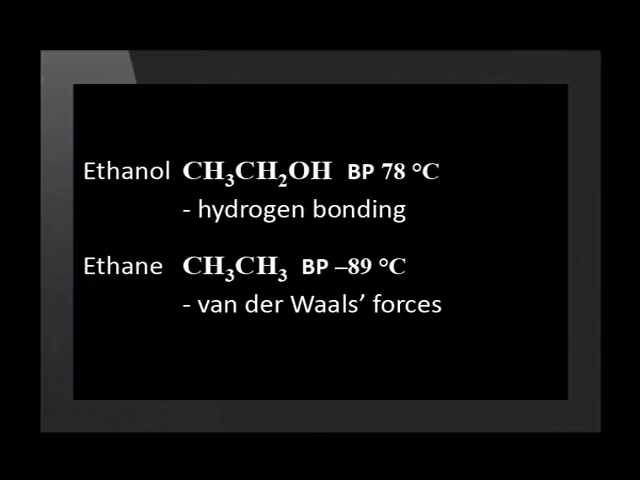 Ethanol CH₃CH₂OH BP 78 °C
- hydrogen bonding
Ethane CH₃CH₃ BP –89 °C
- van der Waals’ forces